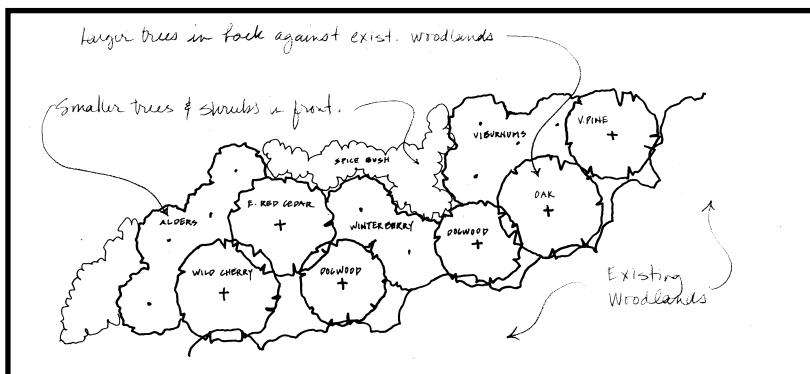 Larger trees in back against exist. woodlands
Smaller trees & shrubs in front.
V. PINE
VIBURNUMS
SPICE BUSH
OAK
E. RED CEDAR
ALDERS
WINTERBERRY
DOGWOOD
WILD CHERRY
DOGWOOD
Existing
Woodlands